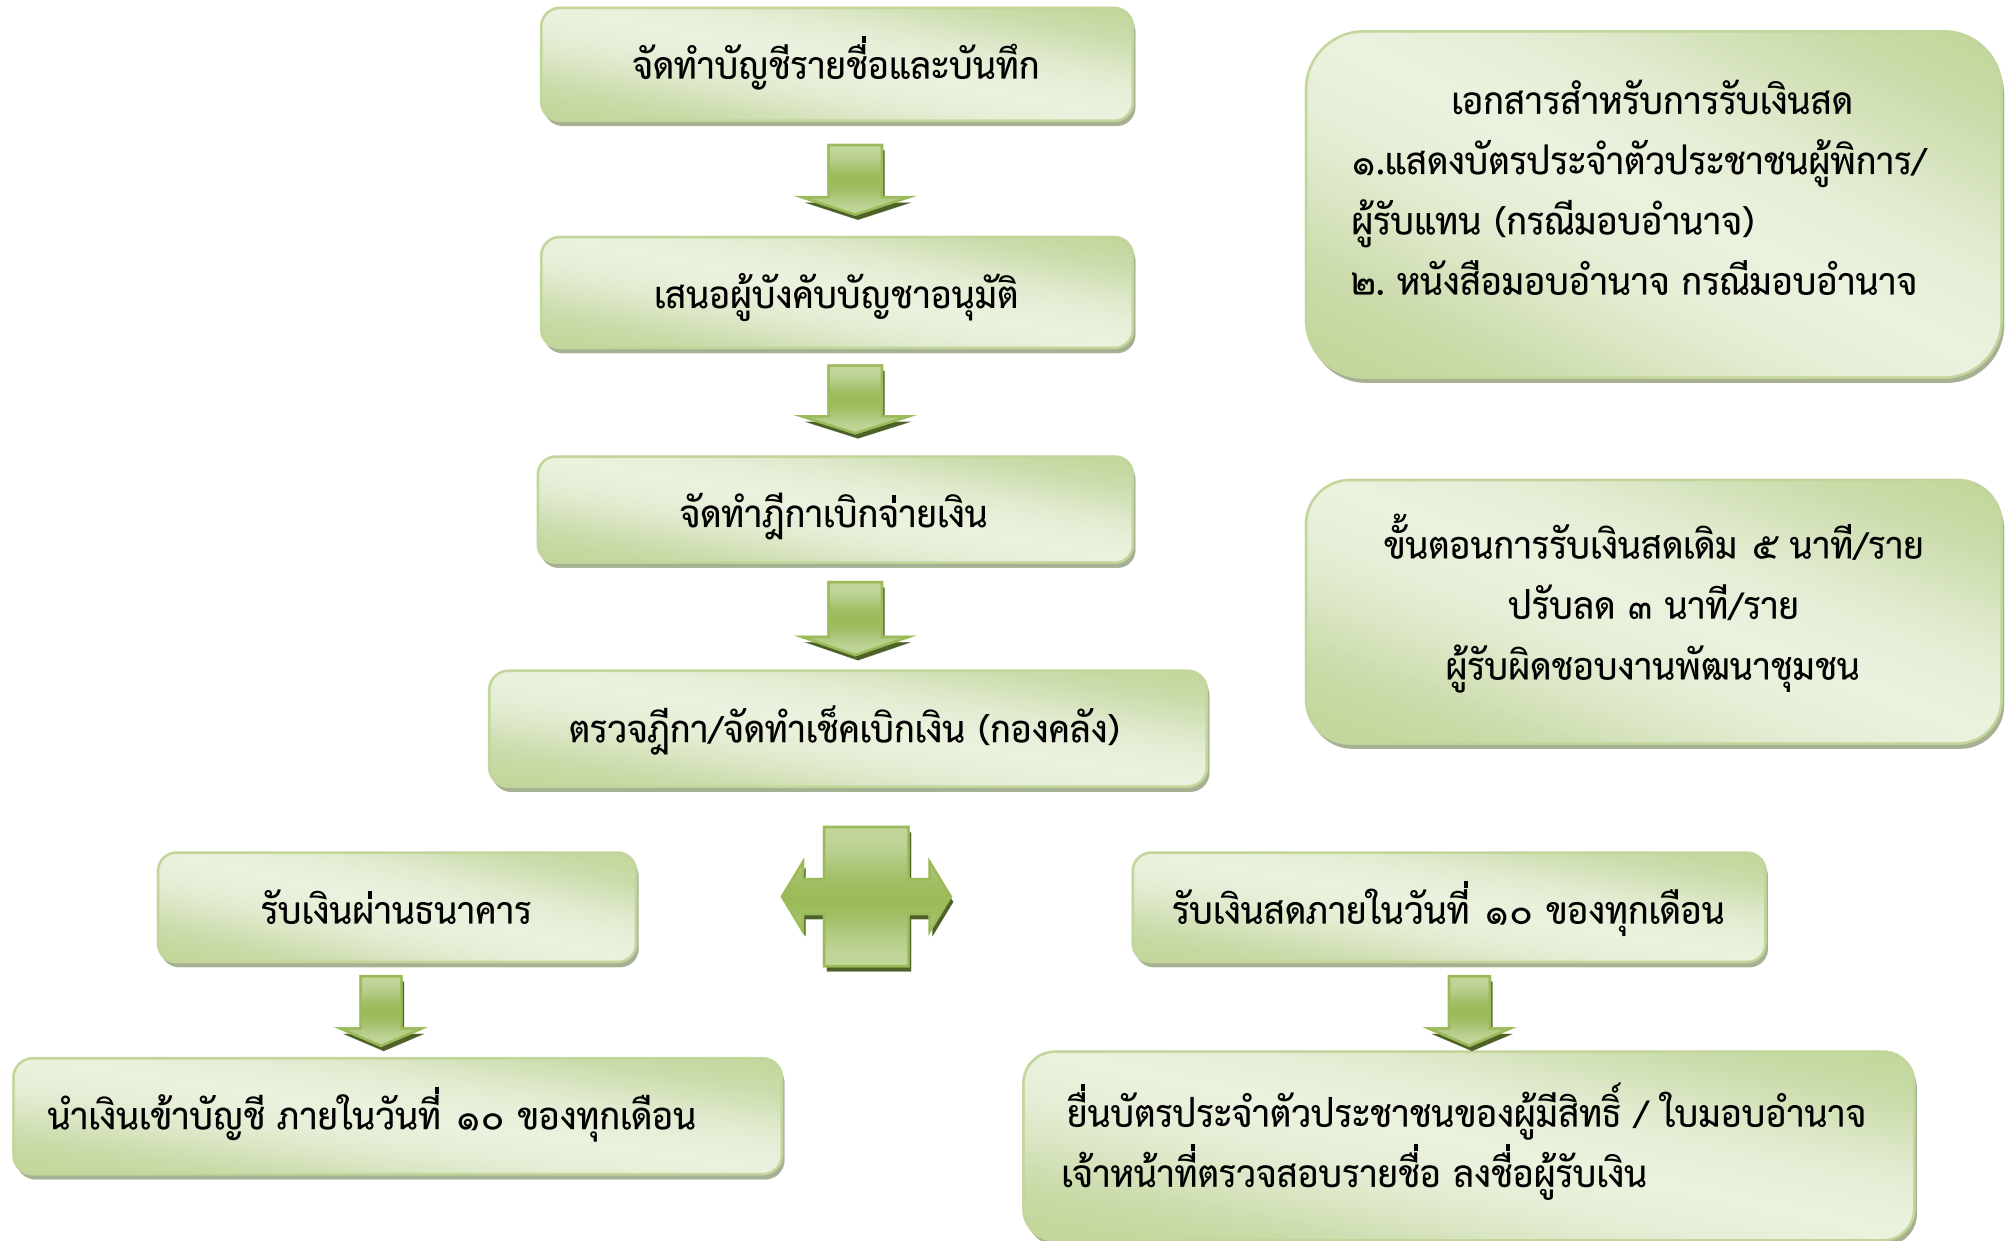 จัดทำบัญชีรายชื่อและบันทึก
เสนอผู้บังคับบัญชาอนุมัติ
จัดทำฎีกาเบิกจ่ายเงิน
ตรวจฎีกา/จัดทำเช็คเบิกเงิน (กองคลัง)
รับเงินผ่านธนาคาร
นำเงินเข้าบัญชี ภายในวันที่ ๑๐ ของทุกเดือน
รับเงินสดภายในวันที่ ๑๐ ของทุกเดือน
ยื่นบัตรประจำตัวประชาชนของผู้มีสิทธิ์ / ใบมอบอำนาจ
เจ้าหน้าที่ตรวจสอบรายชื่อ ลงชื่อผู้รับเงิน
เอกสารสำหรับการรับเงินสด
๑.แสดงบัตรประจำตัวประชาชนผู้พิการ/
ผู้รับแทน (กรณีมอบอำนาจ)
๒. หนังสือมอบอำนาจ กรณีมอบอำนาจ
ขั้นตอนการรับเงินสดเดิม ๕ นาที/ราย
ปรับลด ๓ นาที/ราย
ผู้รับผิดชอบงานพัฒนาชุมชน